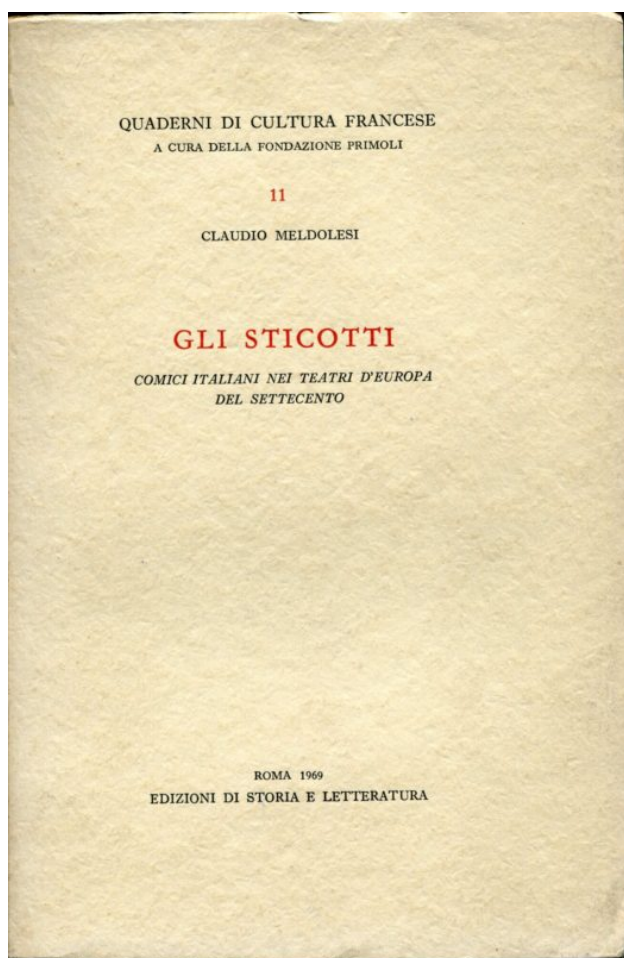 QUADERNI DI CULTURA FRANCESE
A CURA DELLA FONDAZIONE PRIMOLI
11
CLAUDIO MELDOLESI
GLI STICOTTI
COMICI ITALIANI NEI TEATRI D'EUROPA
DEL SETTECENTO
ROMA 1969
EDIZIONI DI STORIA E LETTERATURA